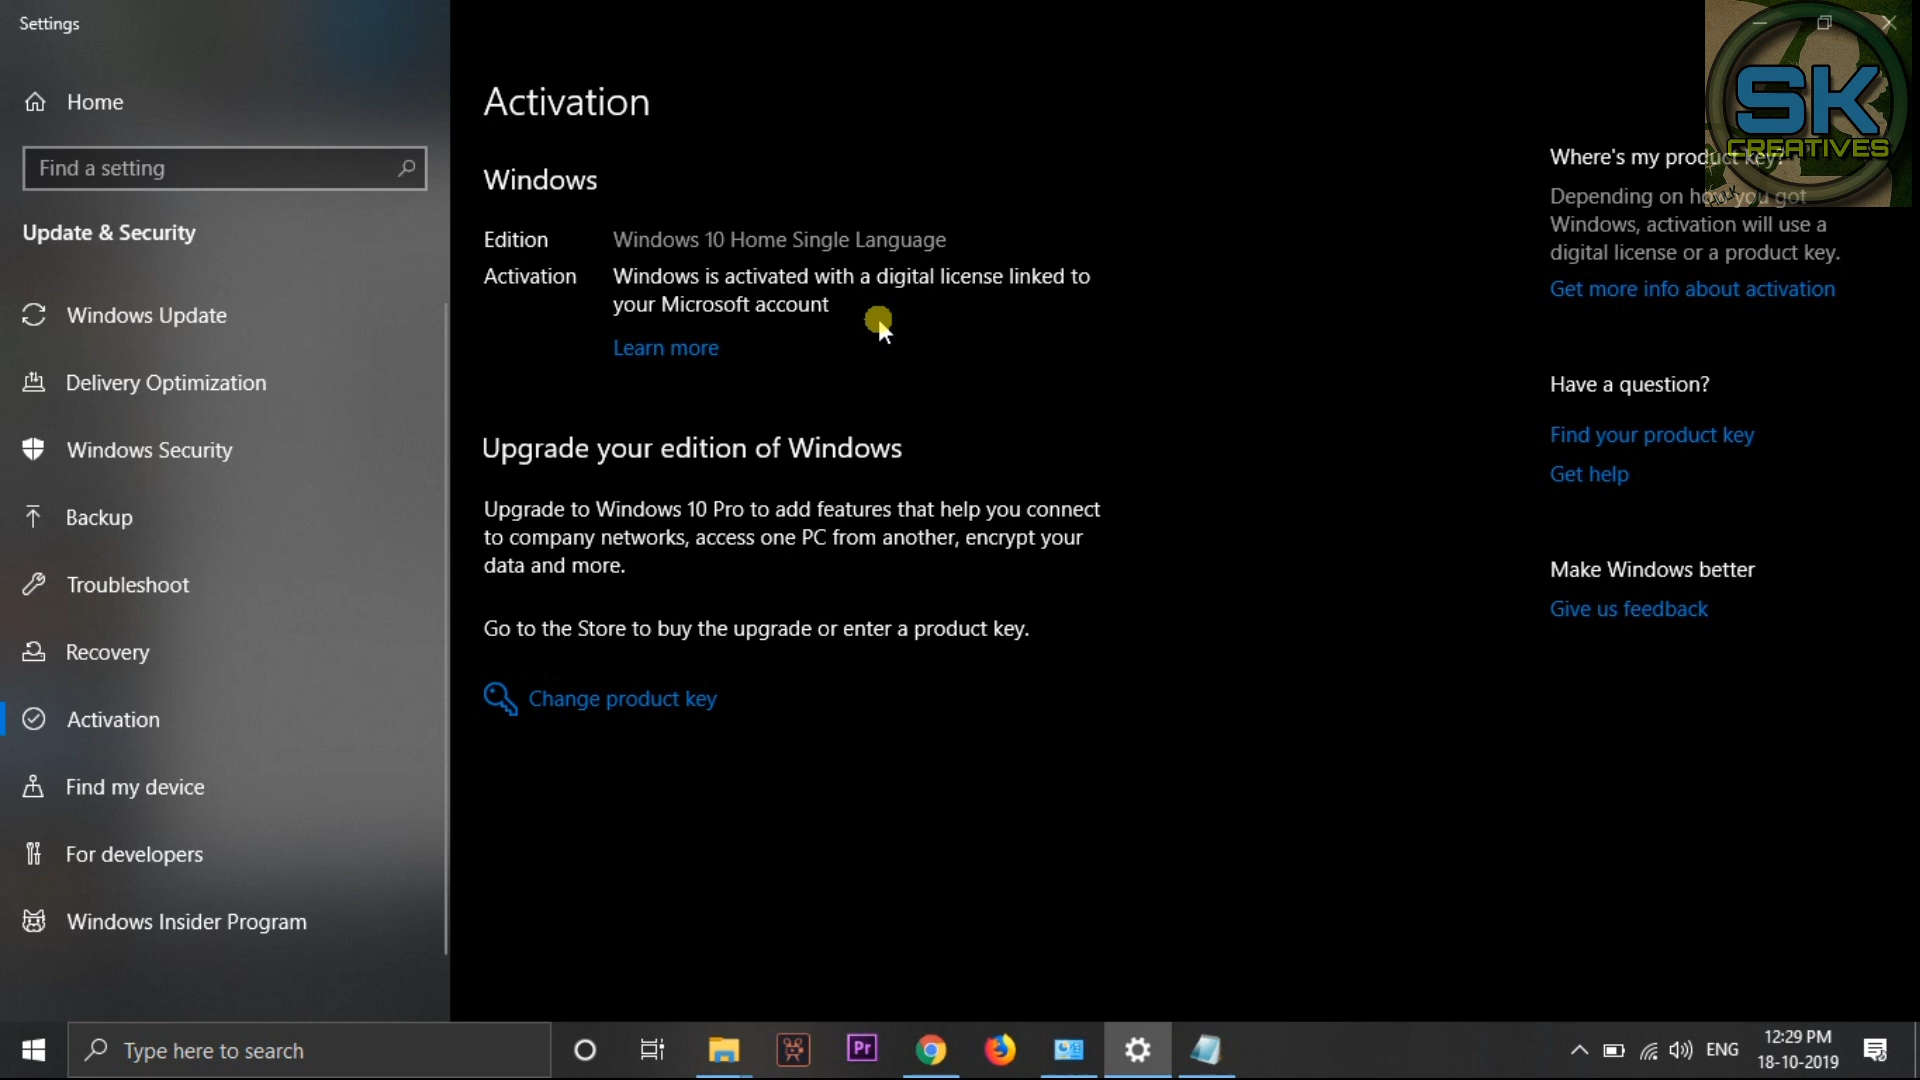 Settings
Home
Find a setting
Update & Security
Windows Update
Delivery Optimization
Windows Security
Backup
Troubleshoot
Recovery
Activation
Find my device
For developers
Windows Insider Program
Activation
Windows
Edition Windows 10 Home Single Language
Activation Windows is activated with a digital license linked to
your Microsoft account
Learn more
Upgrade your edition of Windows
Upgrade to Windows 10 Pro to add features that help you connect
to company networks, access one PC from another, encrypt your
data and more.
Go to the Store to buy the upgrade or enter a product key.
Change product key
SK
CREATIVES
Where's my product key?
Depending on how you got
Windows, activation will use a
digital license or a product key.
Get more info about activation
Have a question?
Find your product key
Get help
Make Windows better
Give us feedback
Type here to search
Pr
ENG
12:29 PM
18-10-2019